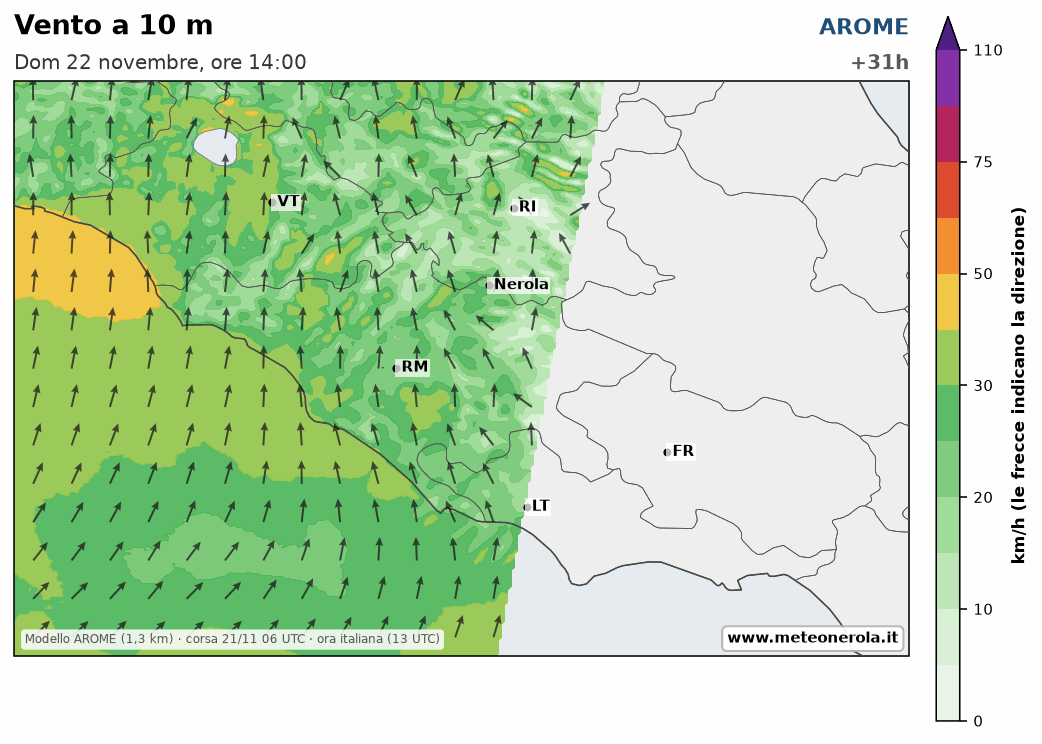 Vento a 10 m
AROME
Dom 22 novembre, ore 14:00
+31h
VT
RI
Nerola
RM
FR
LT
Modello AROME (1,3 km) · corsa 21/11 06 UTC · ora italiana (13 UTC)
www.meteonerola.it
110
75
50
30
20
10
0
km/h (le frecce indicano la direzione)